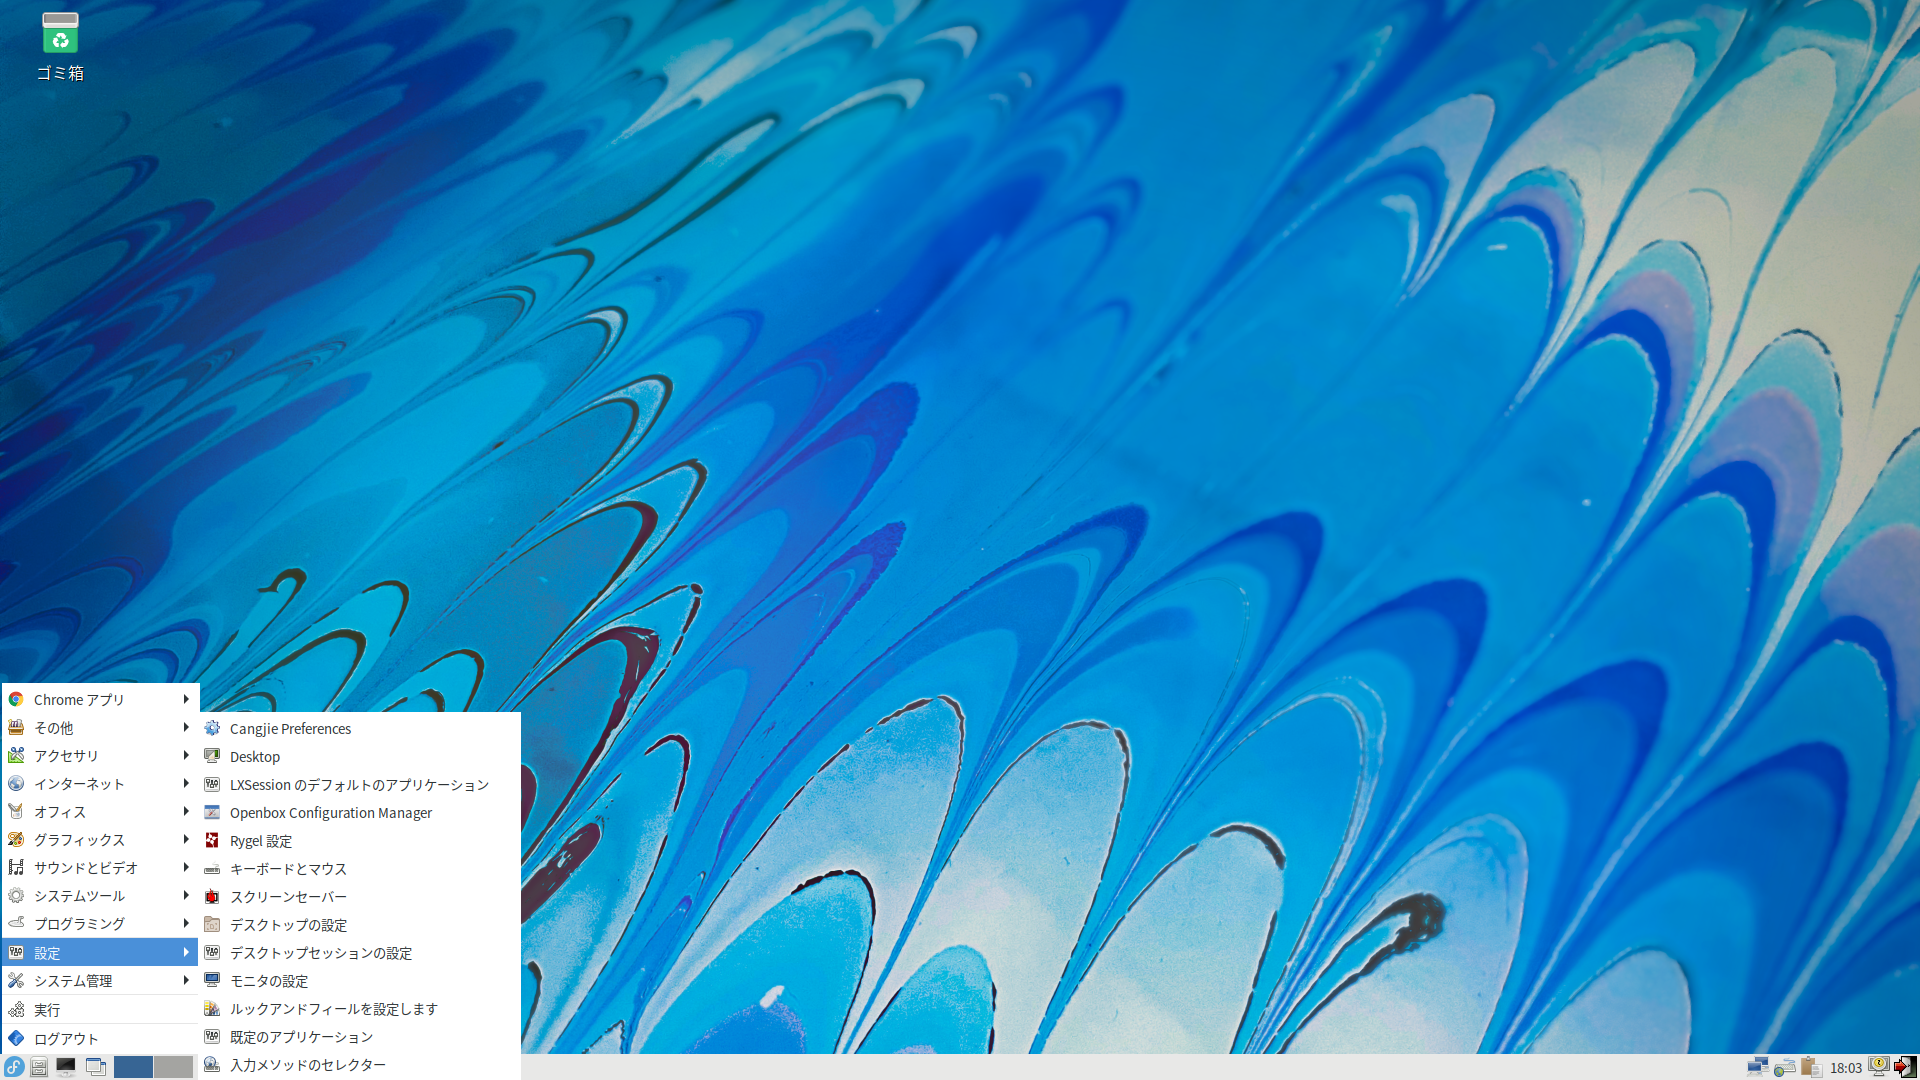 ゴミ箱
Chrome アプリ
その他
アクセサリ
インターネット
オフィス
グラフィックス
サウンドとビデオ
システムツール
プログラミング
設定
システム管理
実行
ログアウト
Cangjie Preferences
Desktop
LXSession のデフォルトのアプリケーション
Openbox Configuration Manager
Rygel 設定
キーボードとマウス
スクリーンセーバー
デスクトップの設定
デスクトップセッションの設定
モニタの設定
ルックアンドフィールを設定します
既定のアプリケーション
入力メソッドのセレクター
18:03